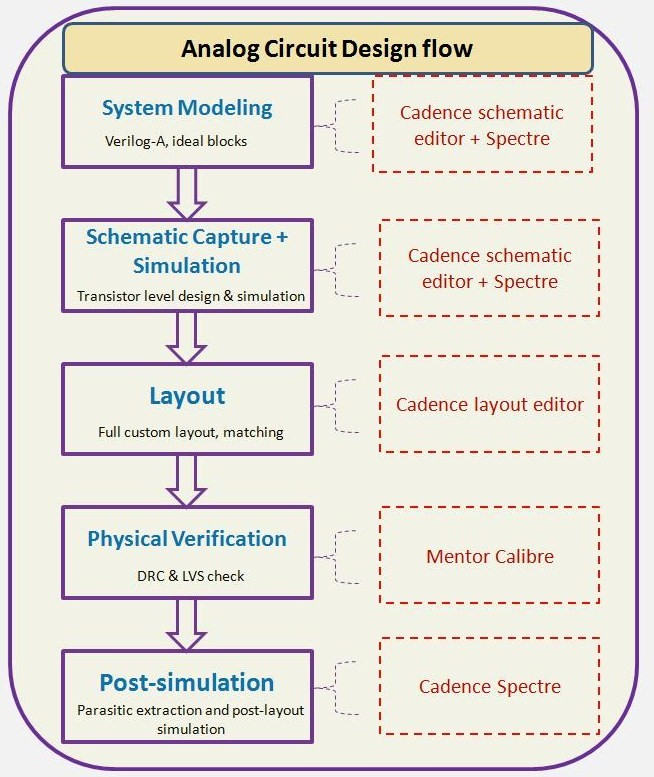 Analog Circuit Design flow
System Modeling
Verilog-A, ideal blocks
Cadence schematic
editor + Spectre
Schematic Capture +
Simulation
Transistor level design & simulation
Cadence schematic
editor + Spectre
Layout
Full custom layout, matching
Cadence layout editor
Physical Verification
DRC & LVS check
Mentor Calibre
Post-simulation
Parasitic extraction and post-layout
simulation
Cadence Spectre